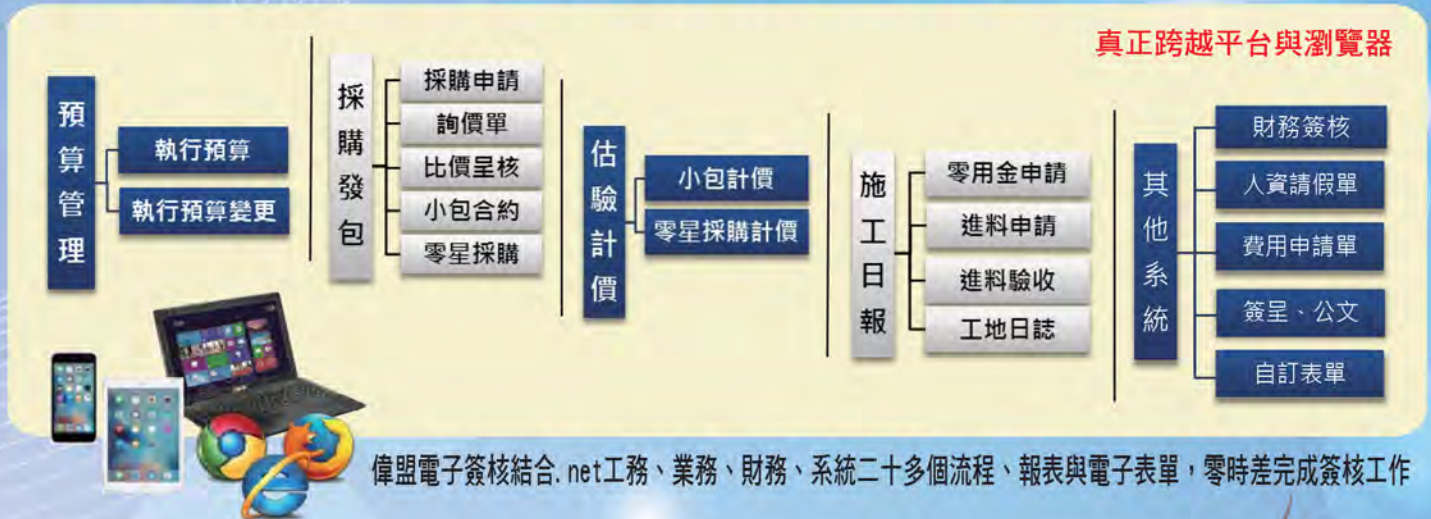 真正跨越平台與瀏覽器
預算管理
執行預算
執行預算變更
採購發包
採購申請
詢價單
比價呈核
小包合約
零星採購
估驗計價
小包計價
零星採購計價
施工日報
零用金申請
進料申請
進料驗收
工地日誌
其他系統
財務簽核
人資請假單
費用申請單
簽呈、公文
自訂表單
偉盟電子簽核結合.net工務、業務、財務、系統二十多個流程、報表與電子表單，零時差完成簽核工作